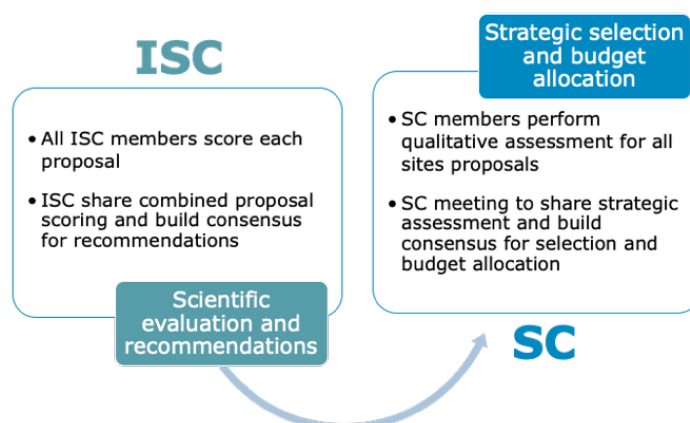 ISC
• All ISC members score each
proposal
• ISC share combined proposal
scoring and build consensus
for recommendations
Scientific
evaluation and
recommendations
Strategic selection
and budget
allocation
• SC members perform
qualitative assessment for all
sites proposals
• SC meeting to share strategic
assessment and build
consensus for selection and
budget allocation
SC